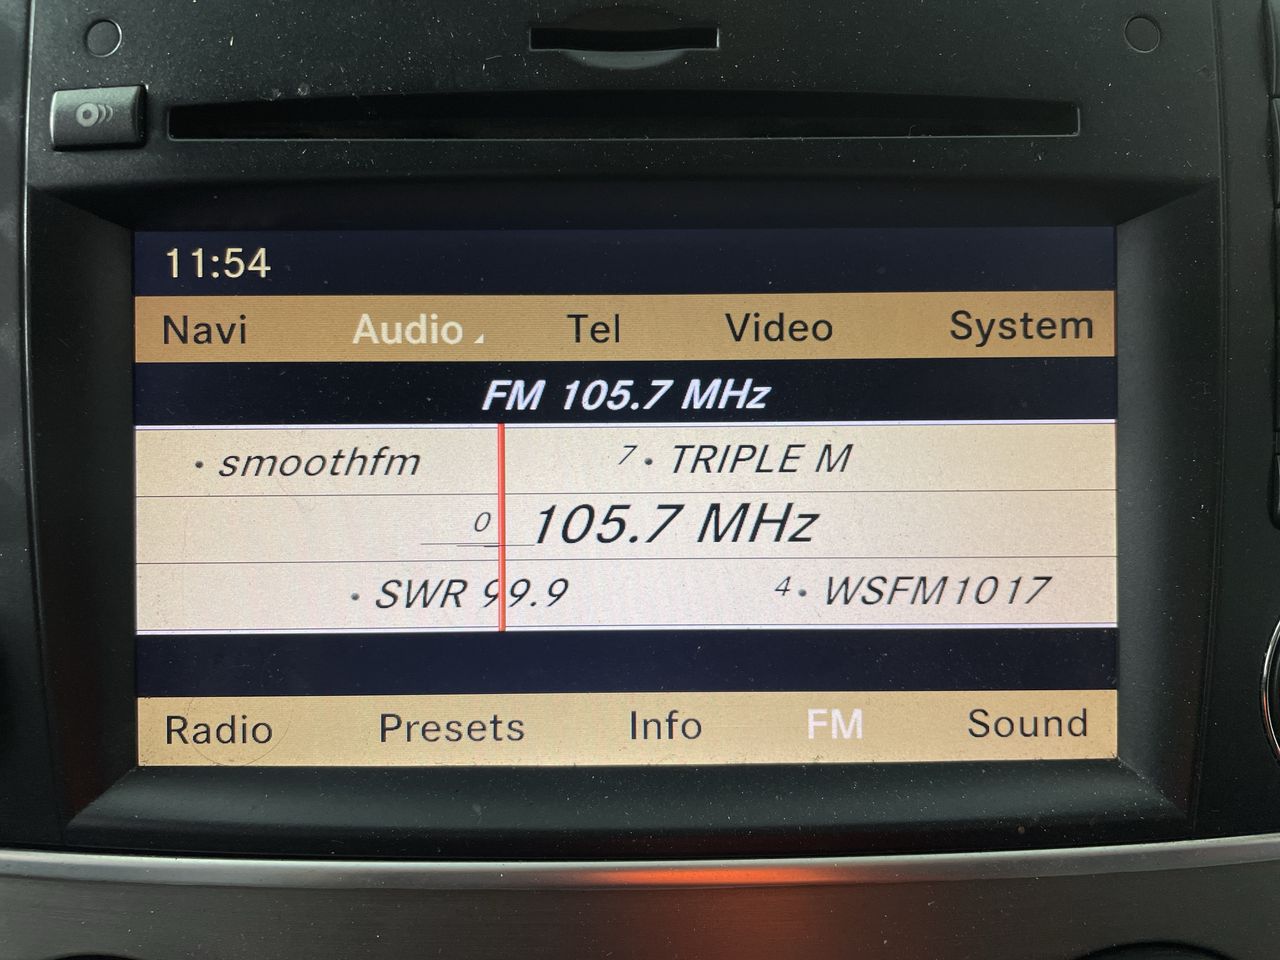 11:54
Navi Audio Tel Video System
FM 105.7 MHz
• smoothfm 7 • TRIPLE M
0 105.7 MHz
• SWR 99.9 4 • WSFM1017
Radio Presets Info FM Sound